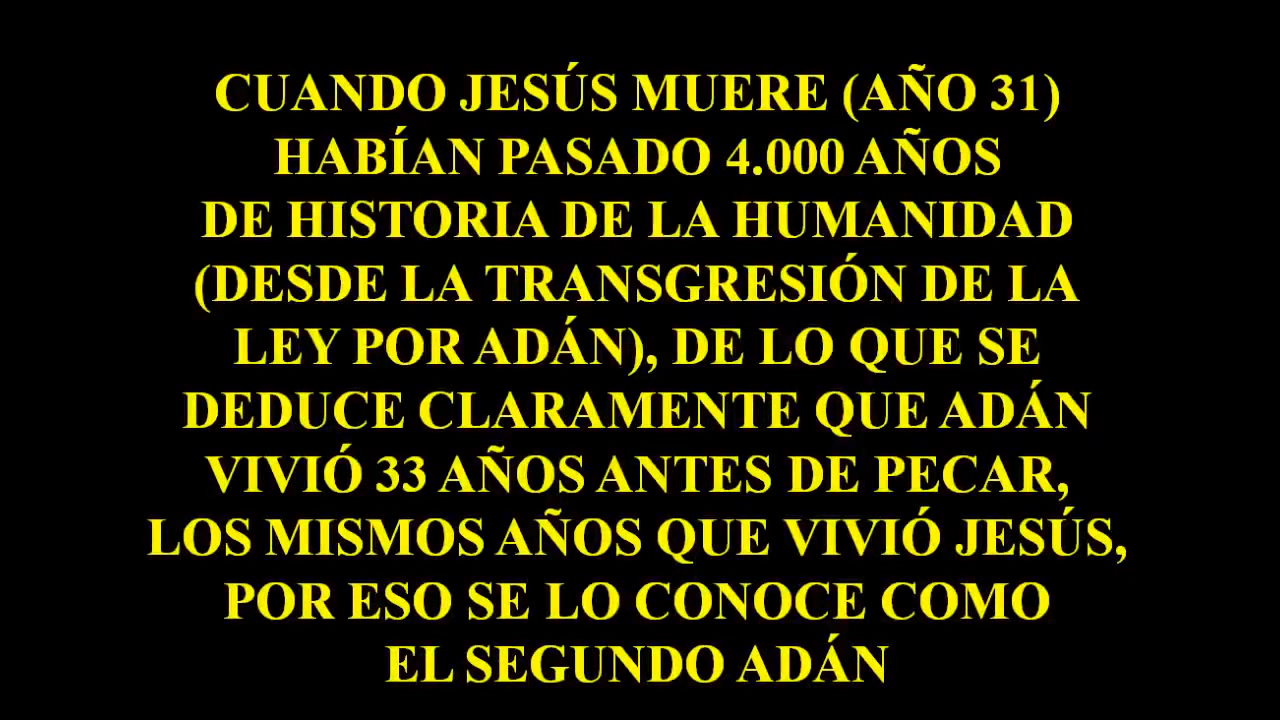 CUANDO JESÚS MUERE (AÑO 31)
HABÍAN PASADO 4.000 AÑOS
DE HISTORIA DE LA HUMANIDAD
(DESDE LA TRANSGRESIÓN DE LA
LEY POR ADÁN), DE LO QUE SE
DEDUCE CLARAMENTE QUE ADÁN
VIVIÓ 33 AÑOS ANTES DE PECAR,
LOS MISMOS AÑOS QUE VIVIÓ JESÚS,
POR ESO SE LO CONOCE COMO
EL SEGUNDO ADÁN